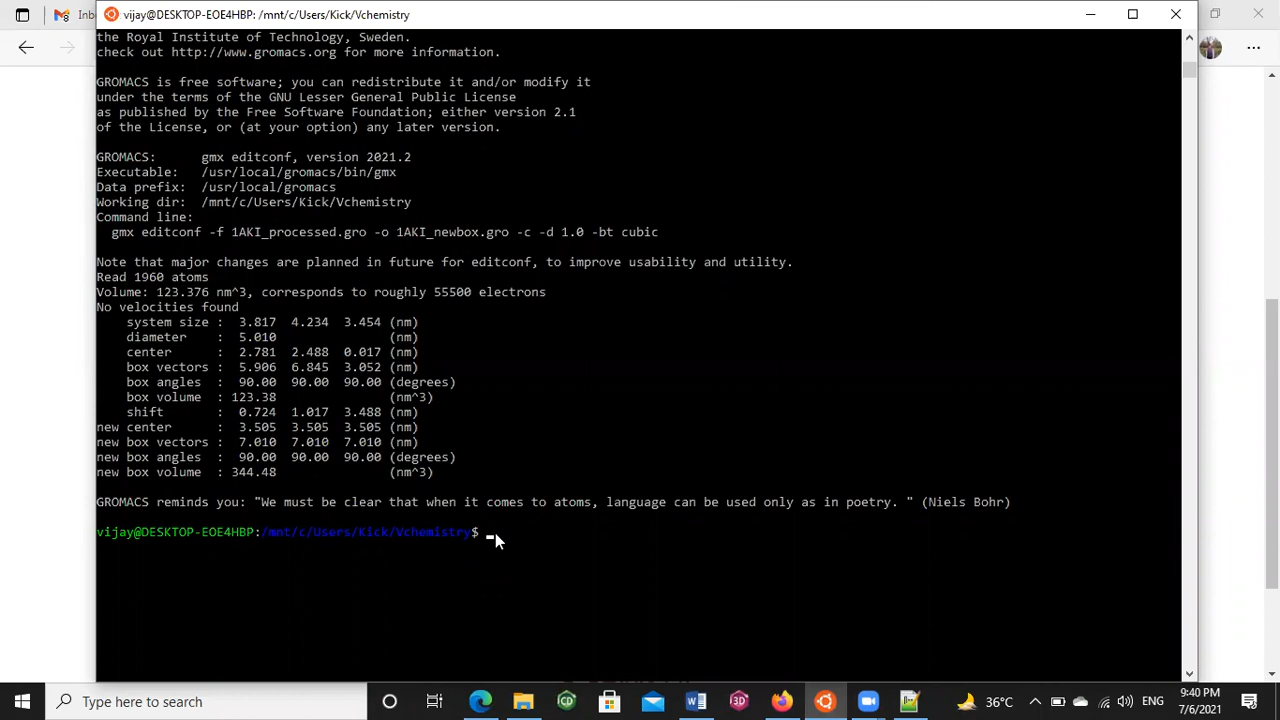 Inbo
vijay@DESKTOP-EOE4HBP: /mnt/c/Users/Kick/Vchemistry
the Royal Institute of Technology, Sweden.
check out http://www.gromacs.org for more information.
GROMACS is free software; you can redistribute it and/or modify it
under the terms of the GNU Lesser General Public License
as published by the Free Software Foundation; either version 2.1
of the License, or (at your option) any later version.
GROMACS:      gmx editconf, version 2021.2
Executable:   /usr/local/gromacs/bin/gmx
Data prefix:  /usr/local/gromacs
Working dir:  /mnt/c/Users/Kick/Vchemistry
Command line:
  gmx editconf -f 1AKI_processed.gro -o 1AKI_newbox.gro -c -d 1.0 -bt cubic
Note that major changes are planned in future for editconf, to improve usability and utility.
Read 1960 atoms
Volume: 123.376 nm^3, corresponds to roughly 55500 electrons
No velocities found
    system size :  3.817  4.234  3.454 (nm)
    diameter    :  5.010               (nm)
    center      :  2.781  2.488  0.017 (nm)
    box vectors :  5.906  6.845  3.052 (nm)
    box angles  :  90.00  90.00  90.00 (degrees)
    box volume  : 123.38               (nm^3)
    shift       :  0.724  1.017  3.488 (nm)
new center      :  3.505  3.505  3.505 (nm)
new box vectors :  7.010  7.010  7.010 (nm)
new box angles  :  90.00  90.00  90.00 (degrees)
new box volume  : 344.48               (nm^3)
GROMACS reminds you: "We must be clear that when it comes to atoms, language can be used only as in poetry. " (Niels Bohr)
vijay@DESKTOP-EOE4HBP:/mnt/c/Users/Kick/Vchemistry$
Type here to search
36°C
ENG
9:40 PM
7/6/2021